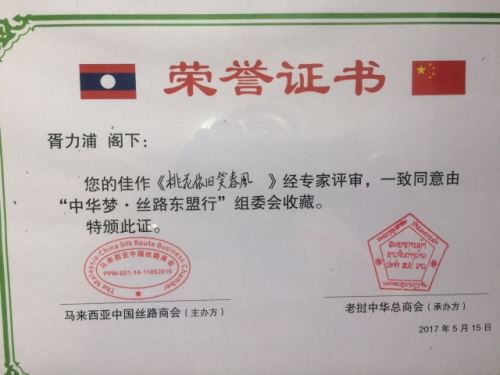 荣誉证书
胥力浦 阁下：
您的佳作《桃花依旧笑春風 》经专家评审，一致同意由
“中华梦·丝路东盟行”组委会收藏。
特颁此证。
The Malaysia-China Silk Route Business Chamber
马来西亚中国丝路商会
PPM-021-14-11052016
马来西亚中国丝路商会（主办方）
老挝中华总商会（承办方）
2017年5月15日